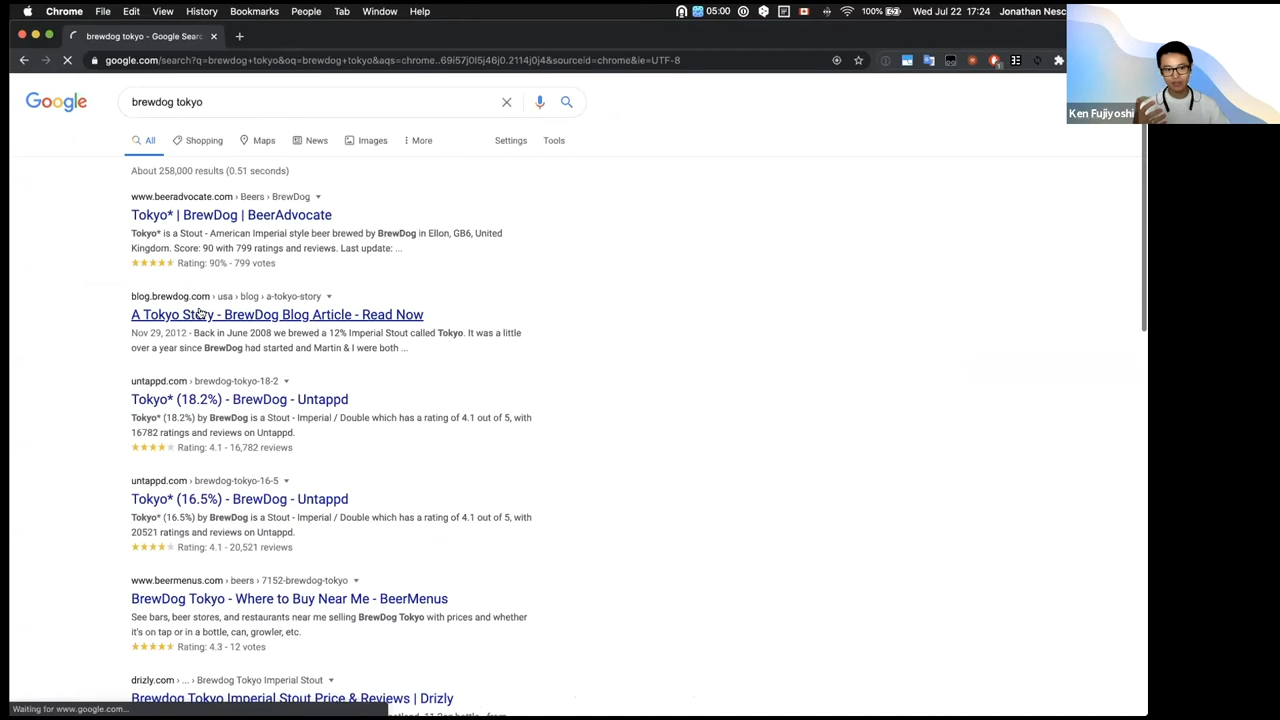 Chrome File Edit View History Bookmarks People Tab Window Help 05:00 100% Wed Jul 22 17:24 Jonathan Nesc
brewdog tokyo - Google Searc
google.com/search?q=brewdog+tokyo&oq=brewdog+tokyo&aqs=chrome..69i57j0l5j46j0.2114j0j4&sourceid=chrome&ie=UTF-8
Ken Fujiyoshi
Google
brewdog tokyo
All Shopping Maps News Images More Settings Tools
About 258,000 results (0.51 seconds)
www.beeradvocate.com › Beers › BrewDog
Tokyo* | BrewDog | BeerAdvocate
Tokyo* is a Stout - American Imperial style beer brewed by BrewDog in Ellon, GB6, United
Kingdom. Score: 90 with 799 ratings and reviews. Last update: ...
Rating: 90% - 799 votes
blog.brewdog.com › usa › blog › a-tokyo-story
A Tokyo Story - BrewDog Blog Article - Read Now
Nov 29, 2012 - Back in June 2008 we brewed a 12% Imperial Stout called Tokyo. It was a little
over a year since BrewDog had started and Martin & I were both ...
untappd.com › brewdog-tokyo-18-2
Tokyo* (18.2%) - BrewDog - Untappd
Tokyo* (18.2%) by BrewDog is a Stout - Imperial / Double which has a rating of 4.1 out of 5, with
16782 ratings and reviews on Untappd.
Rating: 4.1 - 16,782 reviews
untappd.com › brewdog-tokyo-16-5
Tokyo* (16.5%) - BrewDog - Untappd
Tokyo* (16.5%) by BrewDog is a Stout - Imperial / Double which has a rating of 4.1 out of 5, with
20521 ratings and reviews on Untappd.
Rating: 4.1 - 20,521 reviews
www.beermenus.com › beers › 7152-brewdog-tokyo
BrewDog Tokyo - Where to Buy Near Me - BeerMenus
See bars, beer stores, and restaurants near me selling BrewDog Tokyo with prices and whether
it's on tap or in a bottle, can, growler, etc.
Rating: 4.3 - 12 votes
drizly.com › ... › Brewdog Tokyo Imperial Stout
Brewdog Tokyo Imperial Stout Price & Reviews | Drizly
Waiting for www.google.com...